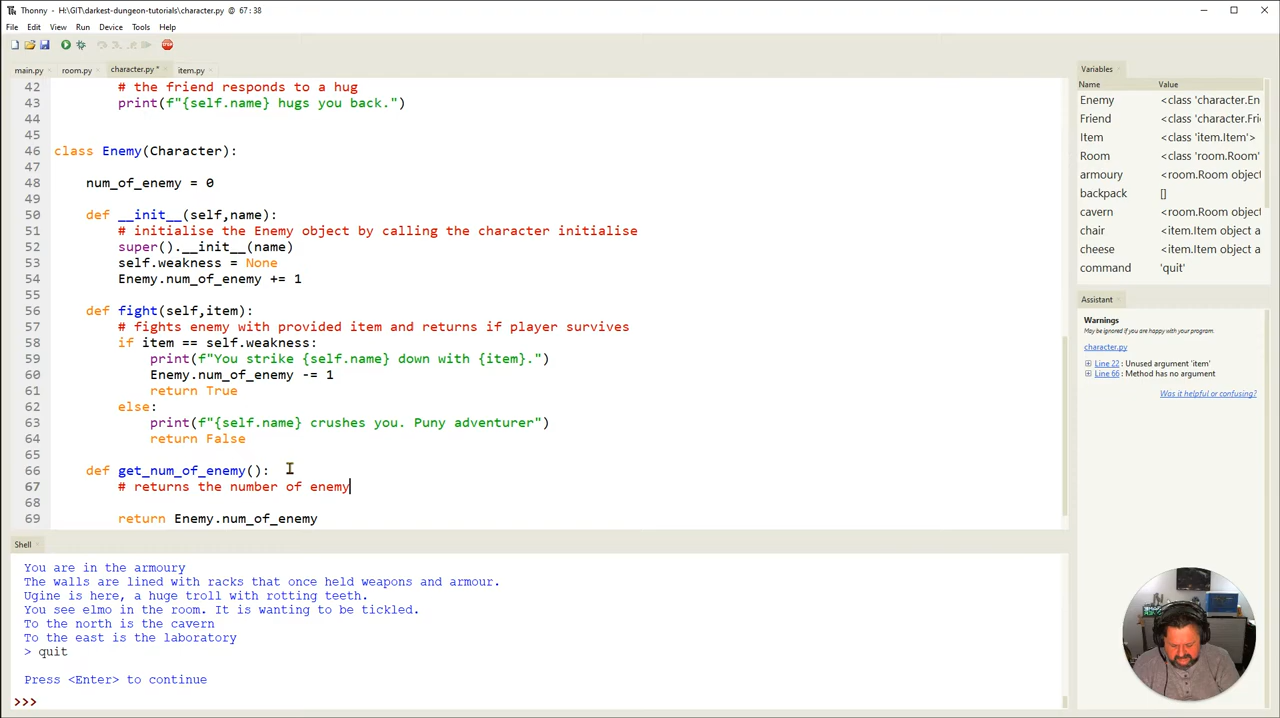 Thonny - H:\GIT\darkest-dungeon-tutorials\character.py @ 67 : 38
File Edit View Run Device Tools Help
main.py room.py character.py * item.py
42 # the friend responds to a hug
43 print(f"{self.name} hugs you back.")
44
45
46 class Enemy(Character):
47
48 num_of_enemy = 0
49
50 def __init__(self,name):
51 # initialise the Enemy object by calling the character initialise
52 super().__init__(name)
53 self.weakness = None
54 Enemy.num_of_enemy += 1
55
56 def fight(self,item):
57 # fights enemy with provided item and returns if player survives
58 if item == self.weakness:
59 print(f"You strike {self.name} down with {item}.")
60 Enemy.num_of_enemy -= 1
61 return True
62 else:
63 print(f"{self.name} crushes you. Puny adventurer")
64 return False
65
66 def get_num_of_enemy():
67 # returns the number of enemy
68
69 return Enemy.num_of_enemy
Shell
You are in the armoury
The walls are lined with racks that once held weapons and armour.
Ugine is here, a huge troll with rotting teeth.
You see elmo in the room. It is wanting to be tickled.
To the north is the cavern
To the east is the laboratory
> quit
Press <Enter> to continue
>>>
Variables
Name Value
Enemy <class 'character.En
Friend <class 'character.Fri
Item <class 'item.Item'>
Room <class 'room.Room'
armoury <room.Room object
backpack []
cavern <room.Room object
chair <item.Item object a
cheese <item.Item object a
command 'quit'
Assistant
Warnings
May be ignored if you are happy with your program.
character.py
Line 22 : Unused argument 'item'
Line 66 : Method has no argument
Was it helpful or confusing?